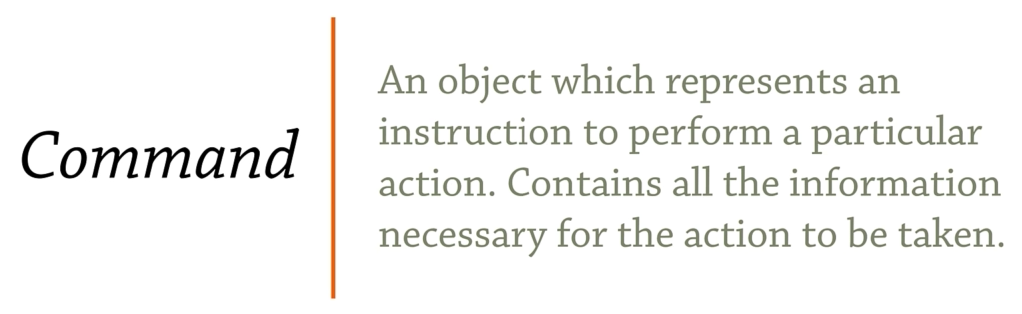 Command
An object which represents an
instruction to perform a particular
action. Contains all the information
necessary for the action to be taken.